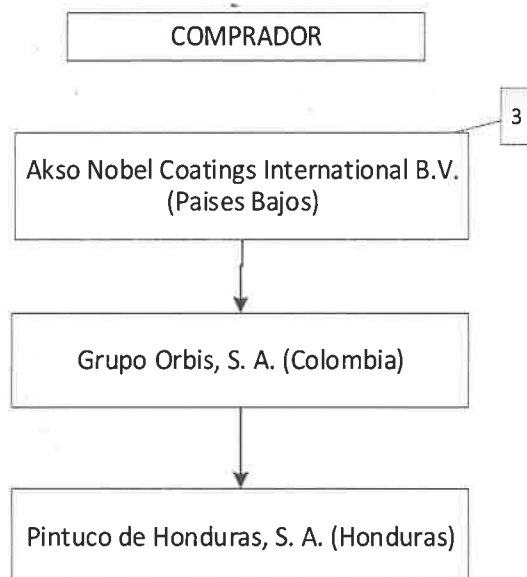 COMPRADOR
3
Akso Nobel Coatings International B.V.
(Paises Bajos)
Grupo Orbis, S. A. (Colombia)
Pintuco de Honduras, S. A. (Honduras)